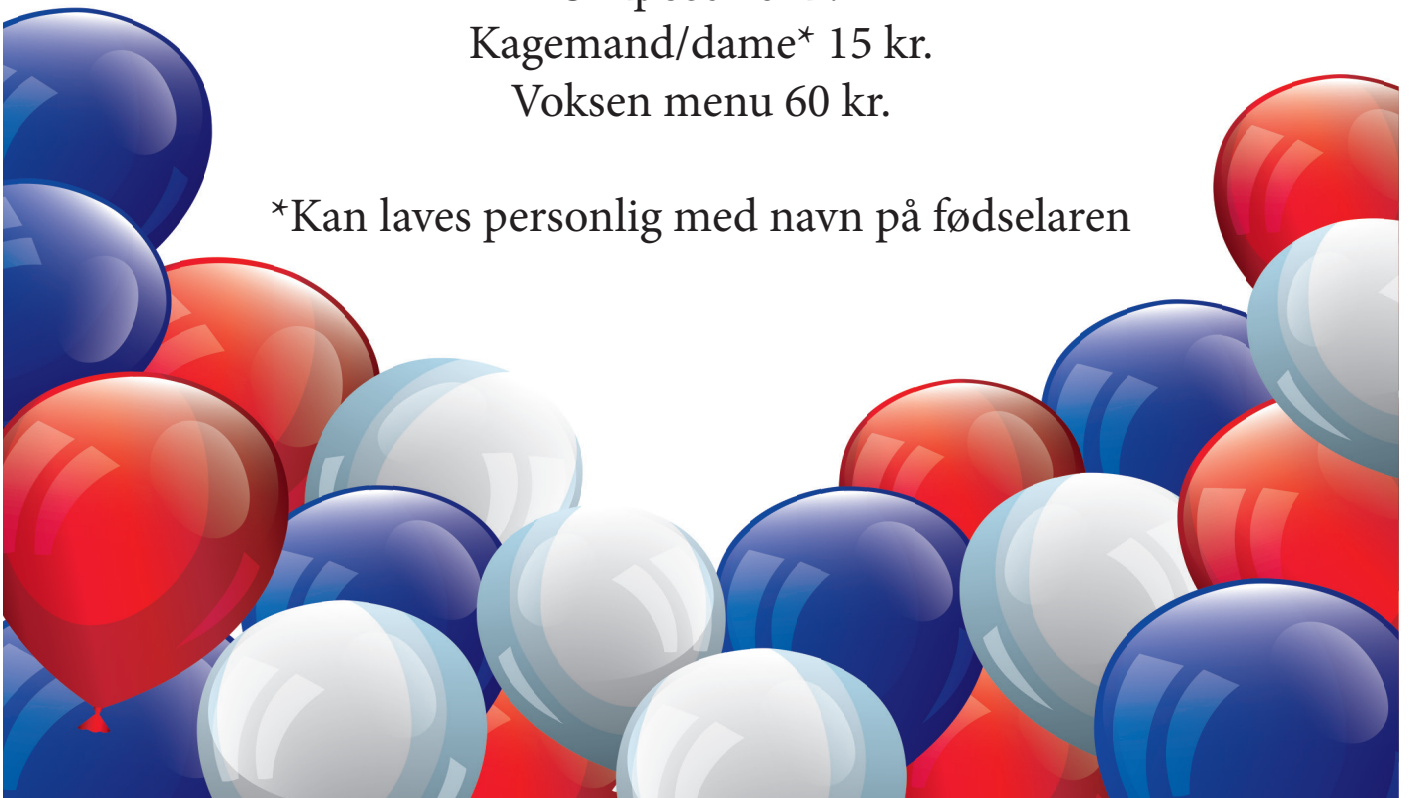 Kagemand/dame* 15 kr.
Voksen menu 60 kr.
*Kan laves personlig med navn på fødselaren